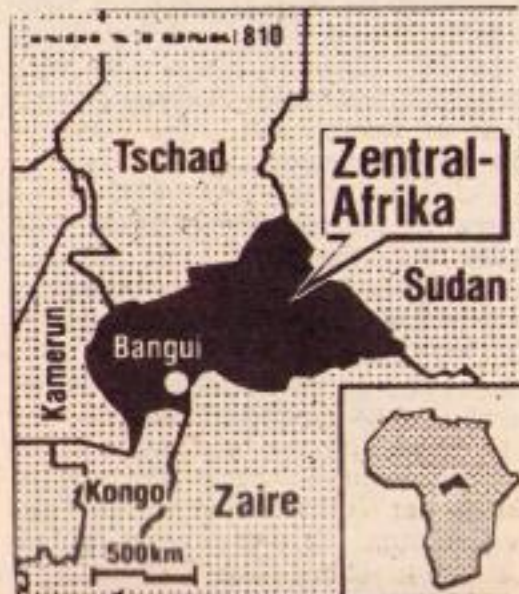 810
Tschad
Zentral-
Afrika
Sudan
Kamerun
Bangui
Kongo
Zaire
500km